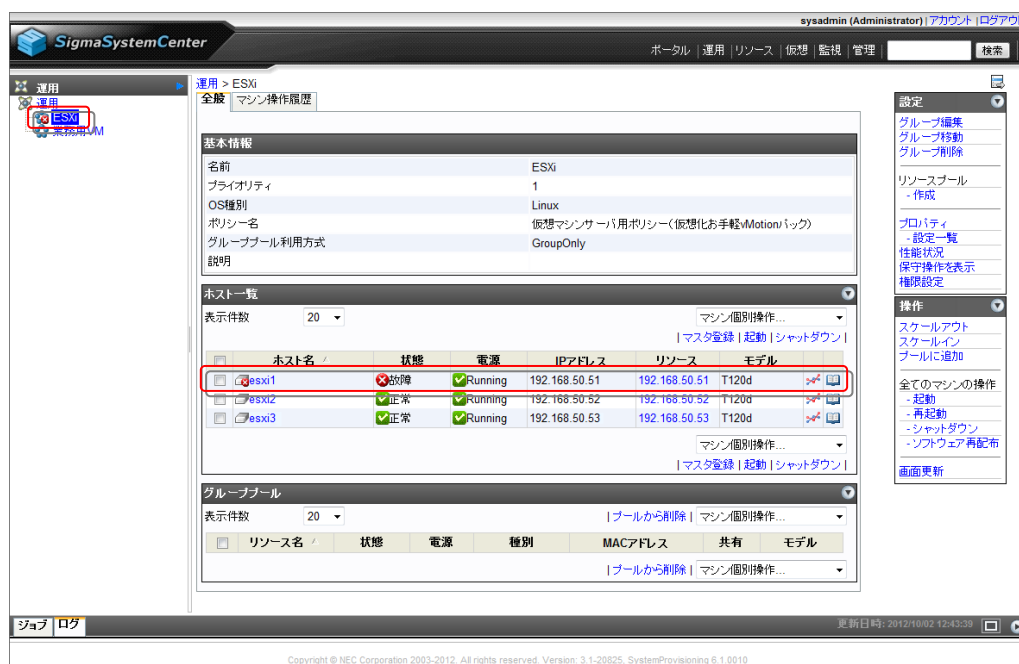 sysadmin (Administrator) | アカウント | ログアウ
SigmaSystemCenter
ポータル | 運用 | リソース | 仮想 | 監視 | 管理 | 検索
運用
運用
ESXi
業務用VM
運用 > ESXi
全般 マシン操作履歴
基本情報
名前 ESXi
プライオリティ 1
OS種別 Linux
ポリシー名 仮想マシンサーバ用ポリシー(仮想化お手軽vMotionパック)
グループプール利用方式 GroupOnly
説明
ホスト一覧
表示件数 20 マシン個別操作...
| マスタ登録 | 起動 | シャットダウン |
ホスト名 状態 電源 IPアドレス リソース モデル
esxi1 故障 Running 192.168.50.51 192.168.50.51 T120d
esxi2 正常 Running 192.168.50.52 192.168.50.52 T120d
esxi3 正常 Running 192.168.50.53 192.168.50.53 T120d
マシン個別操作...
| マスタ登録 | 起動 | シャットダウン |
グループプール
表示件数 20 | プールから削除 | マシン個別操作...
リソース名 状態 電源 種別 MACアドレス 共有 モデル
| プールから削除 | マシン個別操作...
設定
グループ編集
グループ移動
グループ削除
リソースプール
- 作成
プロパティ
- 設定一覧
性能状況
保守操作を表示
権限設定
操作
スケールアウト
スケールイン
プールに追加
全てのマシンの操作
- 起動
- 再起動
- シャットダウン
- ソフトウェア再配布
画面更新
ジョブ ログ 更新日時: 2012/10/02 12:43:39
Copyright © NEC Corporation 2003-2012. All rights reserved. Version: 3.1-20825, SystemProvisioning 6.1.0010